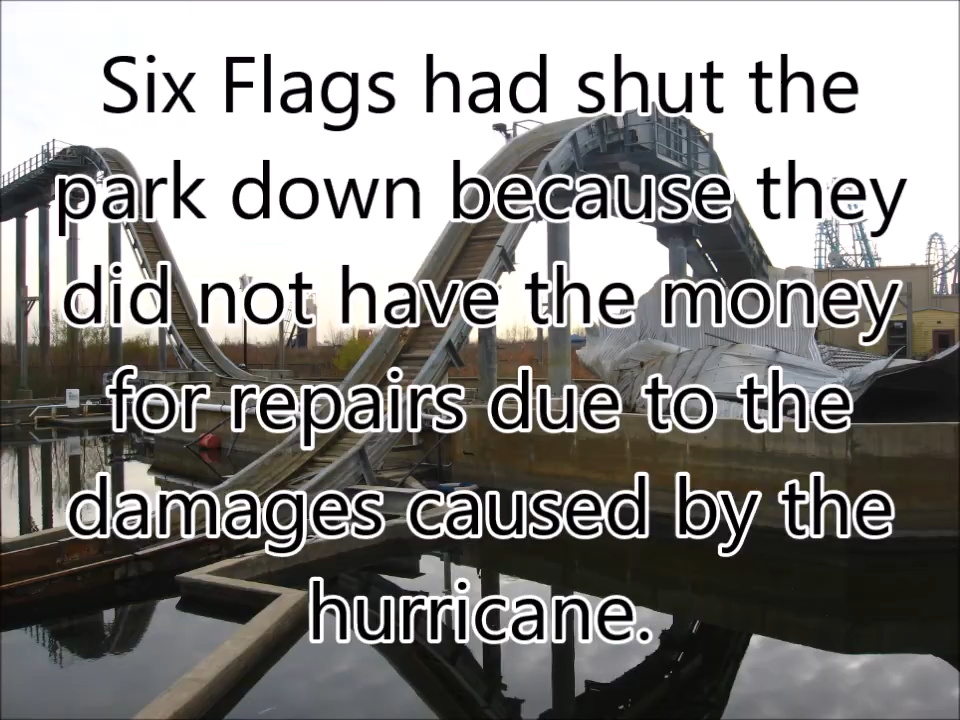 Six Flags had shut the
park down because they
did not have the money
for repairs due to the
damages caused by the
hurricane.